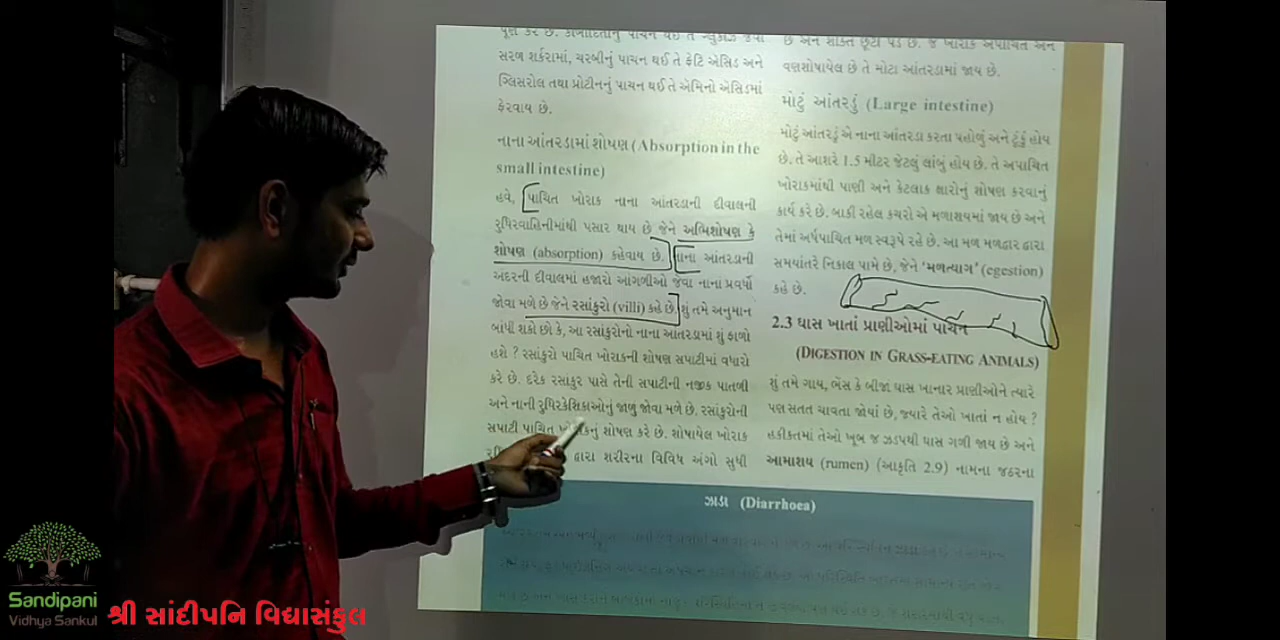 સરળ શર્કરામાં, ચરબીનું પાચન થઈ તે ફેટિ ઍસિડ અને
ગ્લિસરોલ તથા પ્રોટીનનું પાચન થઈ તે ઍમિનો ઍસિડમાં
ફેરવાય છે.
નાના આંતરડામાં શોષણ (Absorption in the
small intestine)
હવે, પાચિત ખોરાક નાના આંતરડાની દીવાલની
રુધિરવાહિનીમાંથી પસાર થાય છે જેને અભિશોષણ કે
શોષણ (absorption) કહેવાય છે. નાના આંતરડાની
અંદરની દીવાલમાં હજારો આંગળીઓ જેવા નાનાં પ્રવર્ધો
જોવા મળે છે જેને રસાંકુરો (villi) કહે છે. શું તમે અનુમાન
બાંધી શકો છો કે, આ રસાંકુરોનો નાના આંતરડામાં શું ફાળો
હશે ? રસાંકુરો પાચિત ખોરાકની શોષણ સપાટીમાં વધારો
કરે છે. દરેક રસાંકુર પાસે તેની સપાટીની નજીક પાતળી
અને નાની રુધિરકેશિકાઓનું જાળું જોવા મળે છે. રસાંકુરોની
સપાટી પાચિત ખોરાકનું શોષણ કરે છે. શોષાયેલ ખોરાક
દ્વારા શરીરના વિવિધ અંગો સુધી
છે અને શક્તિ છૂટી પડે છે. જે ખોરાક અપાચિત અને
વણશોષાયેલ છે તે મોટા આંતરડામાં જાય છે.
મોટું આંતરડું (Large intestine)
મોટું આંતરડું એ નાના આંતરડા કરતા પહોળું અને ટૂંકું હોય
છે. તે આશરે 1.5 મીટર જેટલું લાંબું હોય છે. તે અપાચિત
ખોરાકમાંથી પાણી અને કેટલાક ક્ષારોનું શોષણ કરવાનું
કાર્ય કરે છે. બાકી રહેલ કચરો એ મળાશયમાં જાય છે અને
તેમાં અર્ધપાચિત મળ સ્વરૂપે રહે છે. આ મળ મળદ્વાર દ્વારા
સમયાંતરે નિકાલ પામે છે, જેને ‘મળત્યાગ’ (egestion)
કહે છે.
2.3 ઘાસ ખાતાં પ્રાણીઓમાં પાચન
(DIGESTION IN GRASS-EATING ANIMALS)
શું તમે ગાય, ભેંસ કે બીજાં ઘાસ ખાનાર પ્રાણીઓને ત્યારે
પણ સતત ચાવતા જોયાં છે, જ્યારે તેઓ ખાતાં ન હોય ?
હકીકતમાં તેઓ ખૂબ જ ઝડપથી ઘાસ ગળી જાય છે અને
આમાશય (rumen) (આકૃતિ 2.9) નામના જઠરના
ઝાડા (Diarrhoea)
Sandipani
Vidhya Sankul
શ્રી સાંદીપનિ વિદ્યાસંકુલ